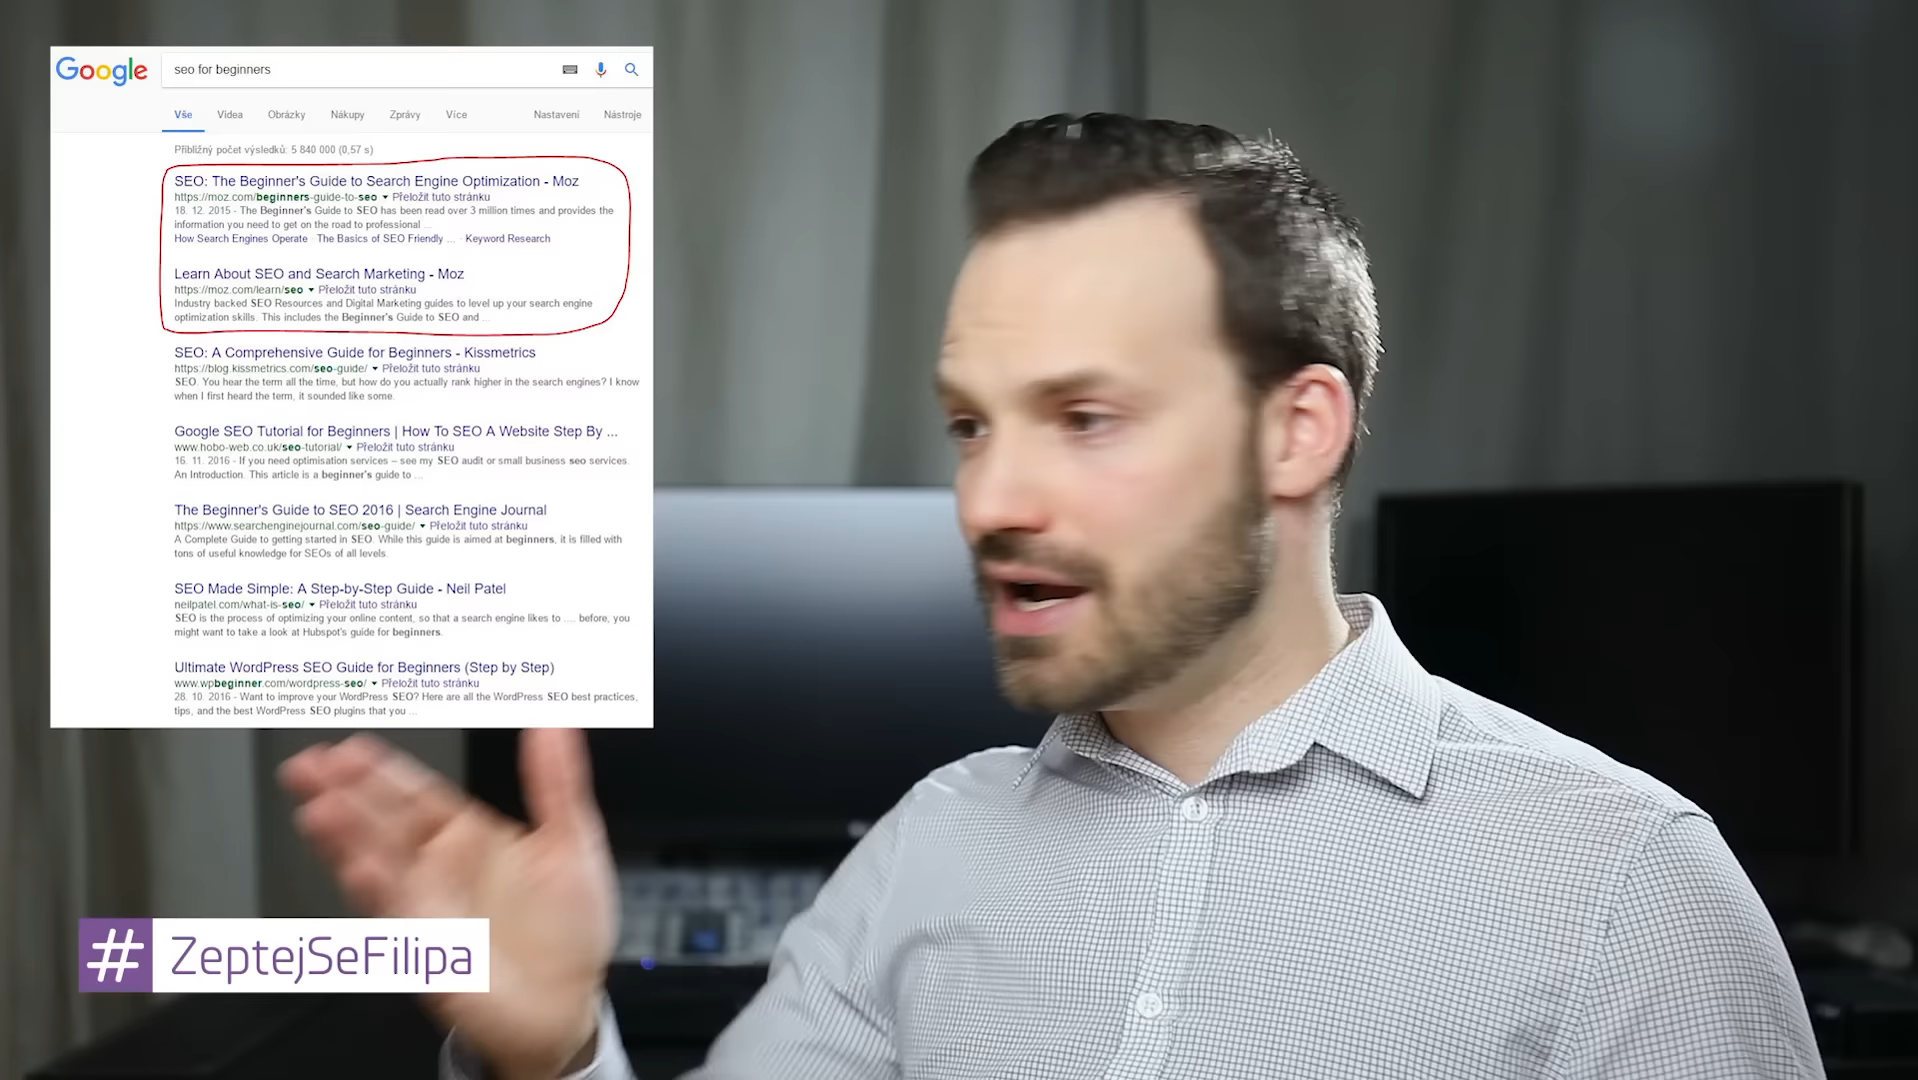 Google
seo for beginners
Vše Videa Obrázky Nákupy Zprávy Více Nastavení Nástroje
Přibližný počet výsledků: 5 840 000 (0,57 s)
SEO: The Beginner's Guide to Search Engine Optimization - Moz
https://moz.com/beginners-guide-to-seo ▼ Přeložit tuto stránku
18. 12. 2015 - The Beginner's Guide to SEO has been read over 3 million times and provides the
information you need to get on the road to professional ...
How Search Engines Operate · The Basics of SEO Friendly ... · Keyword Research
Learn About SEO and Search Marketing - Moz
https://moz.com/learn/seo ▼ Přeložit tuto stránku
Industry backed SEO Resources and Digital Marketing guides to level up your search engine
optimization skills. This includes the Beginner's Guide to SEO and ...
SEO: A Comprehensive Guide for Beginners - Kissmetrics
https://blog.kissmetrics.com/seo-guide/ ▼ Přeložit tuto stránku
SEO. You hear the term all the time, but how do you actually rank higher in the search engines? I know
when I first heard the term, it sounded like some.
Google SEO Tutorial for Beginners | How To SEO A Website Step By ...
www.hobo-web.co.uk/seo-tutorial/ ▼ Přeložit tuto stránku
16. 11. 2016 - If you need optimisation services – see my SEO audit or small business seo services.
An Introduction. This article is a beginner's guide to ...
The Beginner's Guide to SEO 2016 | Search Engine Journal
https://www.searchenginejournal.com/seo-guide/ ▼ Přeložit tuto stránku
A Complete Guide to getting started in SEO. While this guide is aimed at beginners, it is filled with
tons of useful knowledge for SEOs of all levels.
SEO Made Simple: A Step-by-Step Guide - Neil Patel
neilpatel.com/what-is-seo/ ▼ Přeložit tuto stránku
SEO is the process of optimizing your online content, so that a search engine likes to .... before, you
might want to take a look at Hubspot's guide for beginners.
Ultimate WordPress SEO Guide for Beginners (Step by Step)
www.wpbeginner.com/wordpress-seo/ ▼ Přeložit tuto stránku
28. 10. 2016 - Want to improve your WordPress SEO? Here are all the WordPress SEO best practices,
tips, and the best WordPress SEO plugins that you ...
# ZeptejSeFilipa